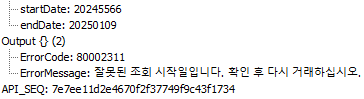 startDate: 20245566
endDate: 20250109
Output {} (2)
ErrorCode: 80002311
ErrorMessage: 잘못된 조회 시작일입니다. 확인 후 다시 거래하십시오.
API_SEQ: 7e7ee11d2e4670f2f37749f9c43f1734